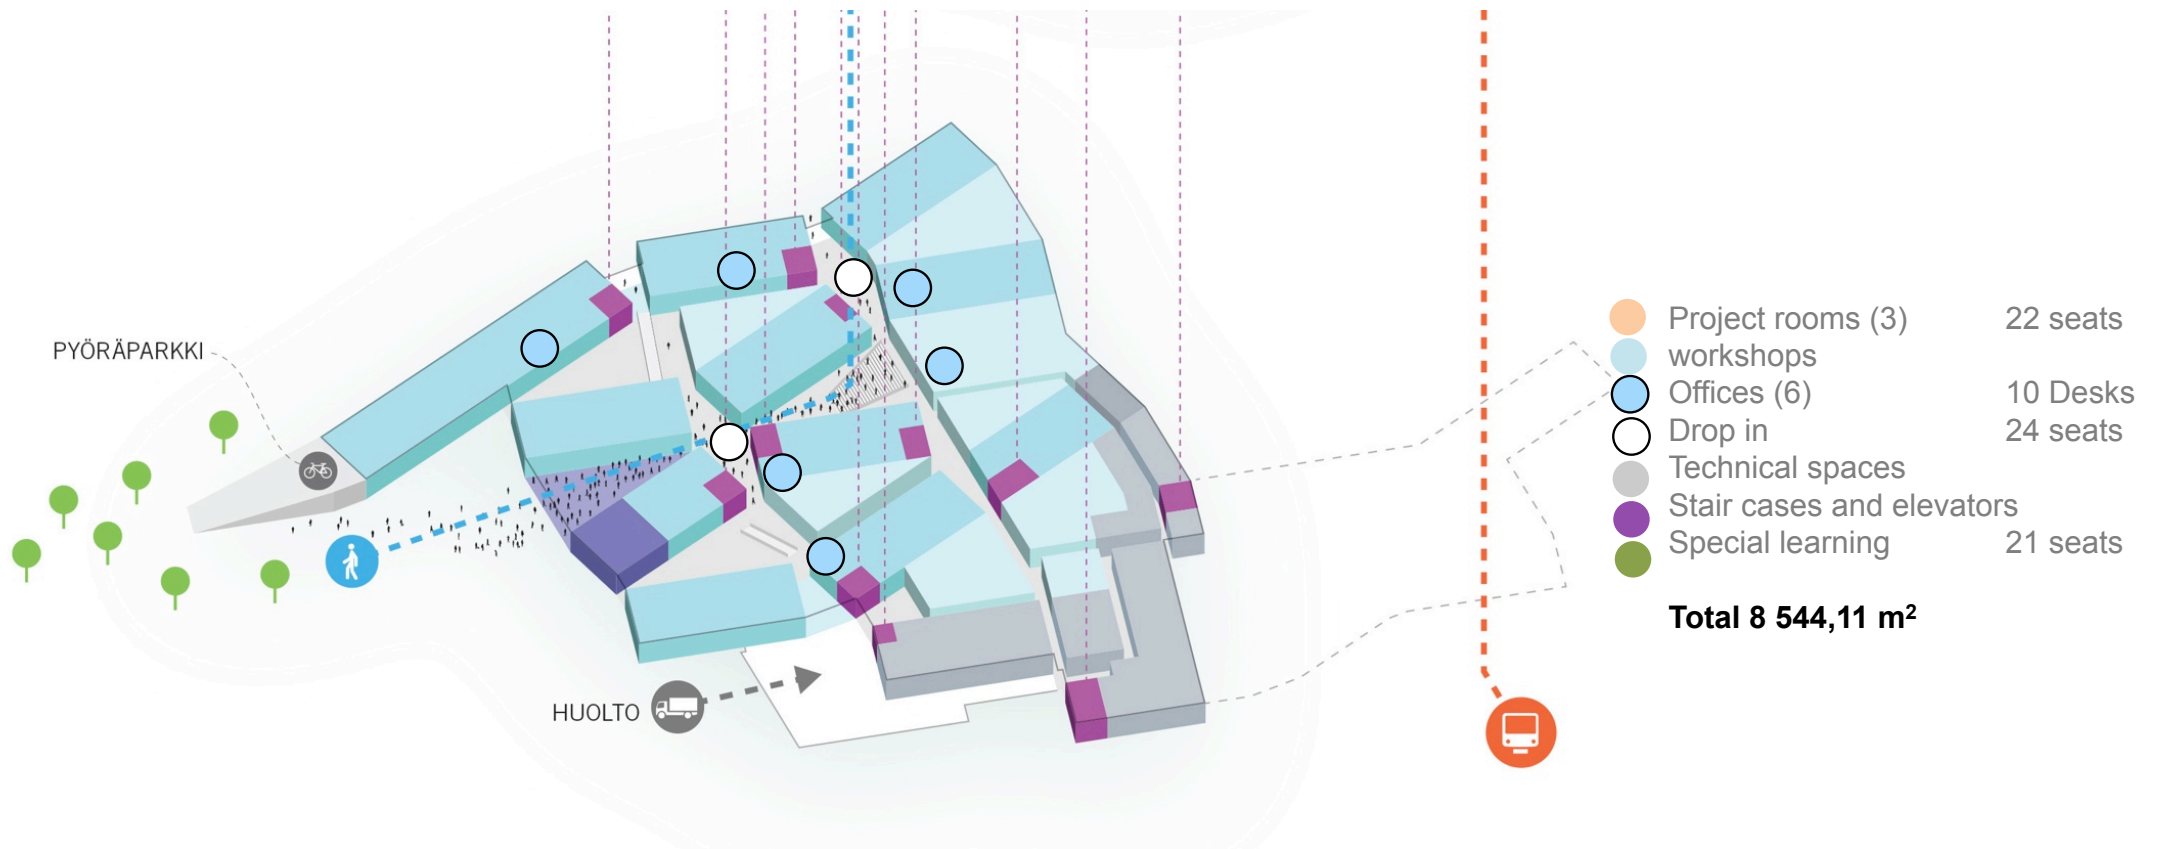 PYÖRÄPARKKI
HUOLTO
Project rooms (3) 22 seats
workshops
Offices (6) 10 Desks
Drop in 24 seats
Technical spaces
Stair cases and elevators
Special learning 21 seats
Total 8 544,11 m²